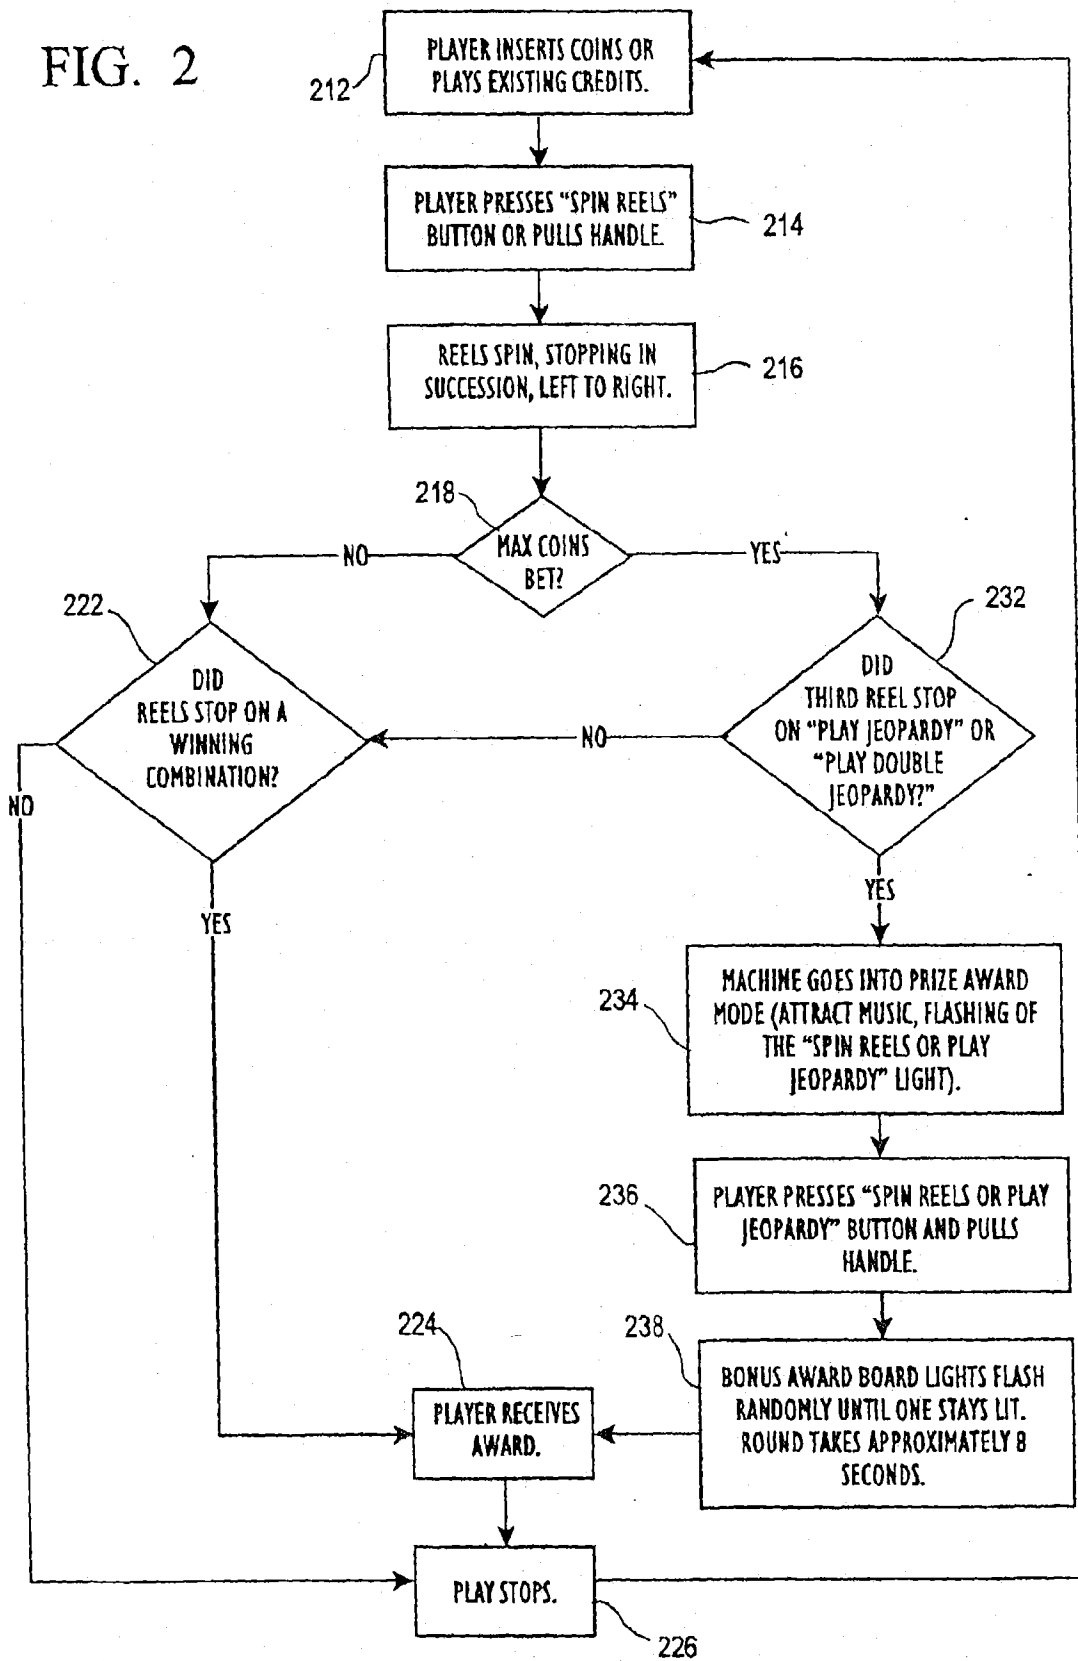 FIG. 2
PLAYER INSERTS COINS OR
PLAYS EXISTING CREDITS.
212
PLAYER PRESSES “SPIN REELS”
BUTTON OR PULLS HANDLE.
214
REELS SPIN, STOPPING IN
SUCCESSION, LEFT TO RIGHT.
216
218
MAX COINS
BET?
NO
YES
222
DID
REELS STOP ON A
WINNING
COMBINATION?
232
DID
THIRD REEL STOP
ON “PLAY JEOPARDY” OR
“PLAY DOUBLE
JEOPARDY?”
NO
NO
YES
YES
234
MACHINE GOES INTO PRIZE AWARD
MODE (ATTRACT MUSIC, FLASHING OF
THE “SPIN REELS OR PLAY
JEOPARDY” LIGHT).
236
PLAYER PRESSES “SPIN REELS OR PLAY
JEOPARDY” BUTTON AND PULLS
HANDLE.
238
BONUS AWARD BOARD LIGHTS FLASH
RANDOMLY UNTIL ONE STAYS LIT.
ROUND TAKES APPROXIMATELY 8
SECONDS.
224
PLAYER RECEIVES
AWARD.
PLAY STOPS.
226